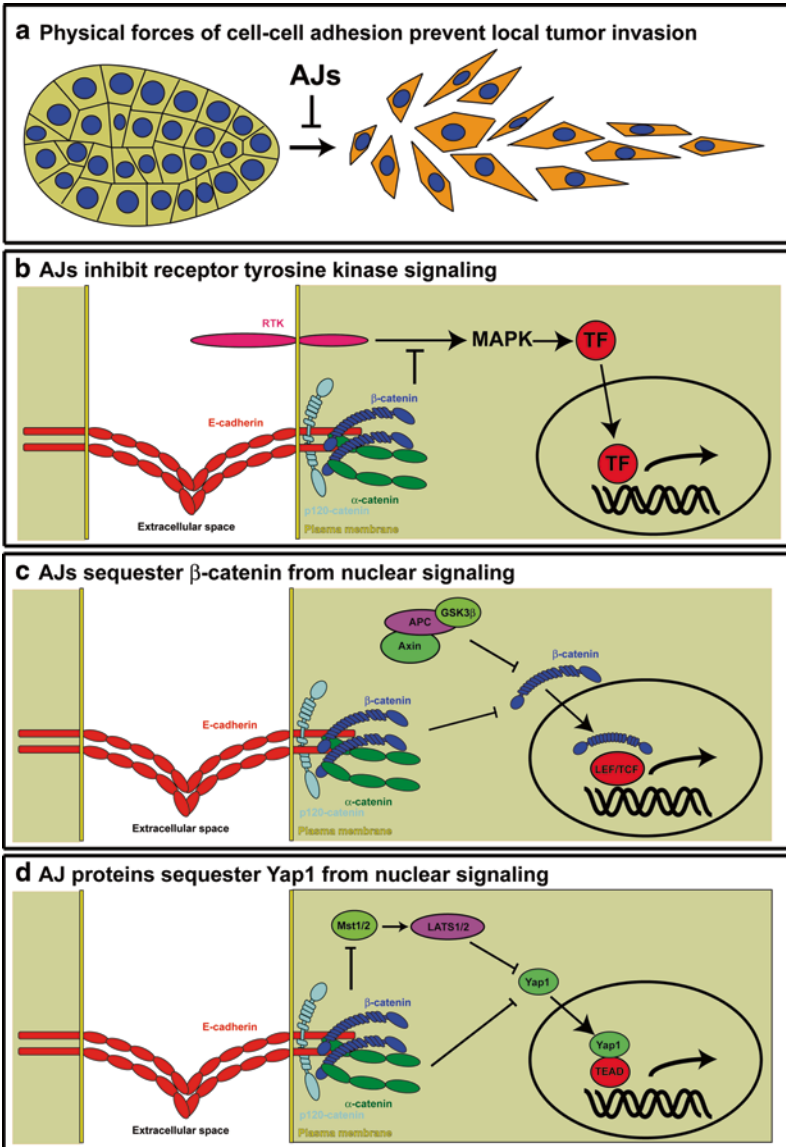 a Physical forces of cell-cell adhesion prevent local tumor invasion
AJs
b AJs inhibit receptor tyrosine kinase signaling
RTK
MAPK
TF
β-catenin
E-cadherin
TF
α-catenin
p120-catenin
Extracellular space
Plasma membrane
c AJs sequester β-catenin from nuclear signaling
GSK3β
APC
Axin
β-catenin
β-catenin
E-cadherin
LEF/TCF
α-catenin
p120-catenin
Extracellular space
Plasma membrane
d AJ proteins sequester Yap1 from nuclear signaling
Mst1/2
LATS1/2
Yap1
β-catenin
E-cadherin
Yap1
TEAD
α-catenin
p120-catenin
Extracellular space
Plasma membrane